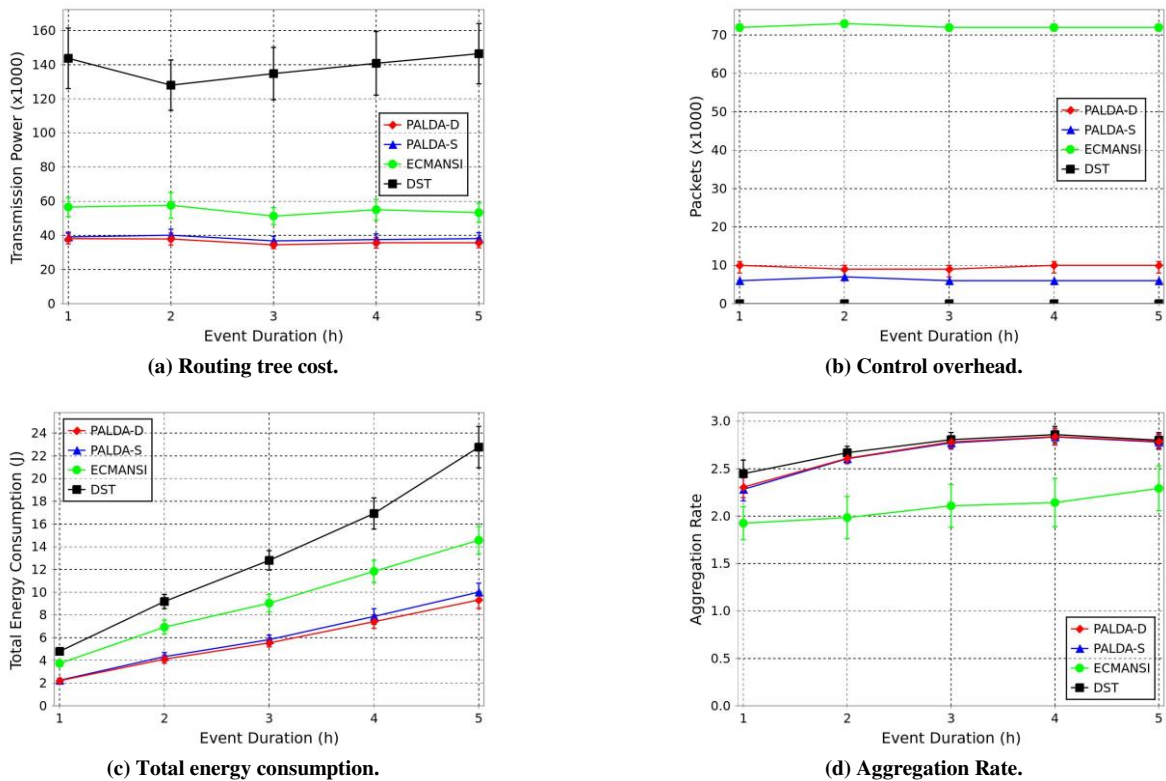 160
140
120
100
80
60
40
20
0
Transmission Power (x1000)
PALDA-D
PALDA-S
ECMANSI
DST
1 2 3 4 5
Event Duration (h)
(a) Routing tree cost.
70
60
50
40
30
20
10
0
Packets (x1000)
PALDA-D
PALDA-S
ECMANSI
DST
1 2 3 4 5
Event Duration (h)
(b) Control overhead.
24
22
20
18
16
14
12
10
8
6
4
2
0
Total Energy Consumption (J)
PALDA-D
PALDA-S
ECMANSI
DST
1 2 3 4 5
Event Duration (h)
(c) Total energy consumption.
3.0
2.5
2.0
1.5
1.0
0.5
0.0
Aggregation Rate
PALDA-D
PALDA-S
ECMANSI
DST
1 2 3 4 5
Event Duration (h)
(d) Aggregation Rate.